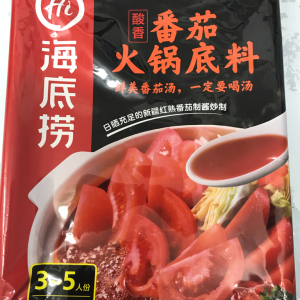 Hi
海底捞
酸香
番茄
火锅底料
鲜美番茄汤，一定要喝汤
日晒充足的新疆红熟番茄制酱炒制
3-5人份